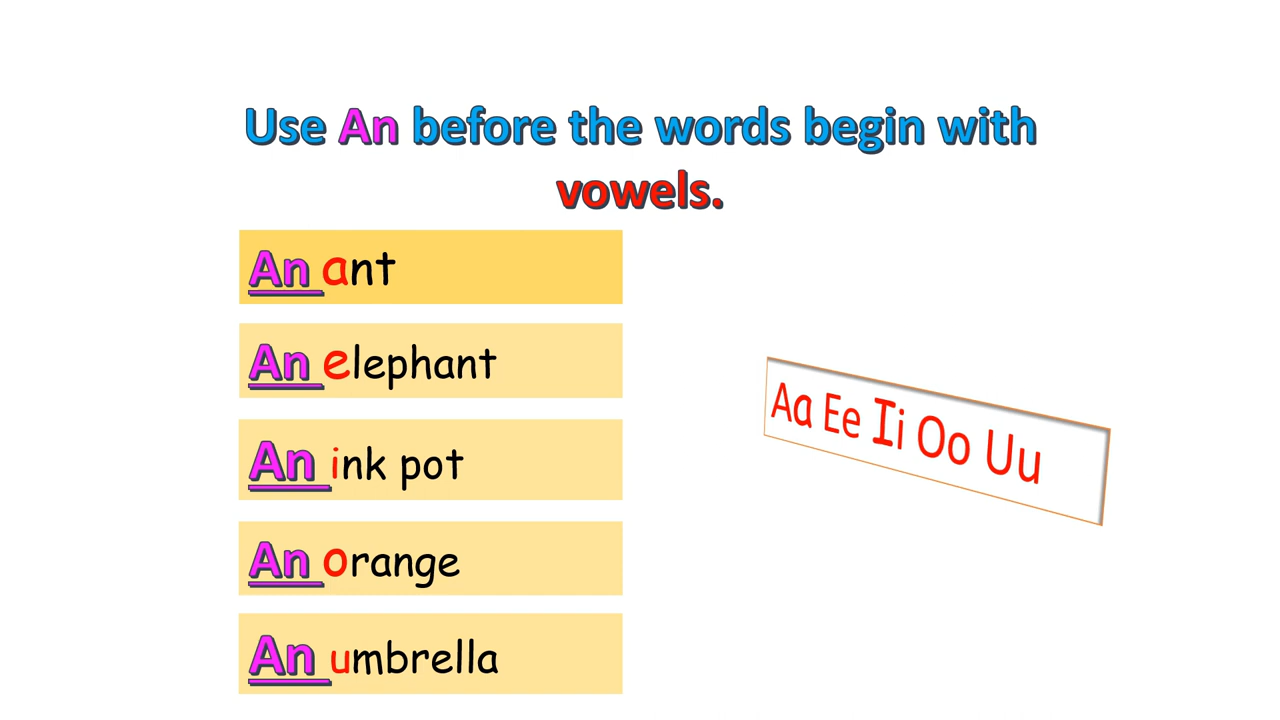 Use An before the words begin with
vowels.
An ant
An elephant
An ink pot
An orange
An umbrella
Aa Ee Ii Oo Uu